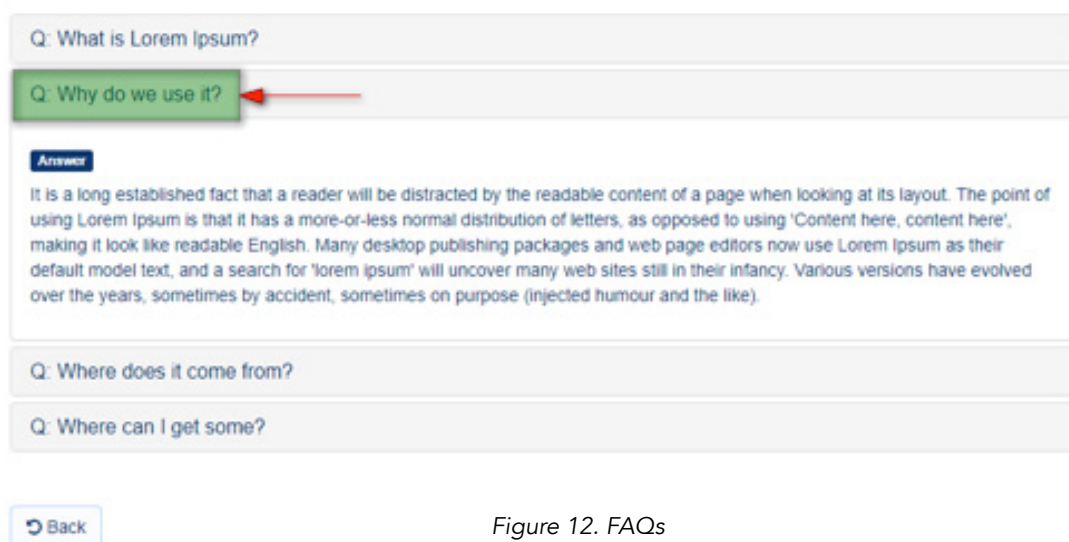 Q: What is Lorem Ipsum?
Q: Why do we use it?
Answer
It is a long established fact that a reader will be distracted by the readable content of a page when looking at its layout. The point of
using Lorem Ipsum is that it has a more-or-less normal distribution of letters, as opposed to using 'Content here, content here',
making it look like readable English. Many desktop publishing packages and web page editors now use Lorem Ipsum as their
default model text, and a search for 'lorem ipsum' will uncover many web sites still in their infancy. Various versions have evolved
over the years, sometimes by accident, sometimes on purpose (injected humour and the like).
Q: Where does it come from?
Q: Where can I get some?
Back
Figure 12. FAQs